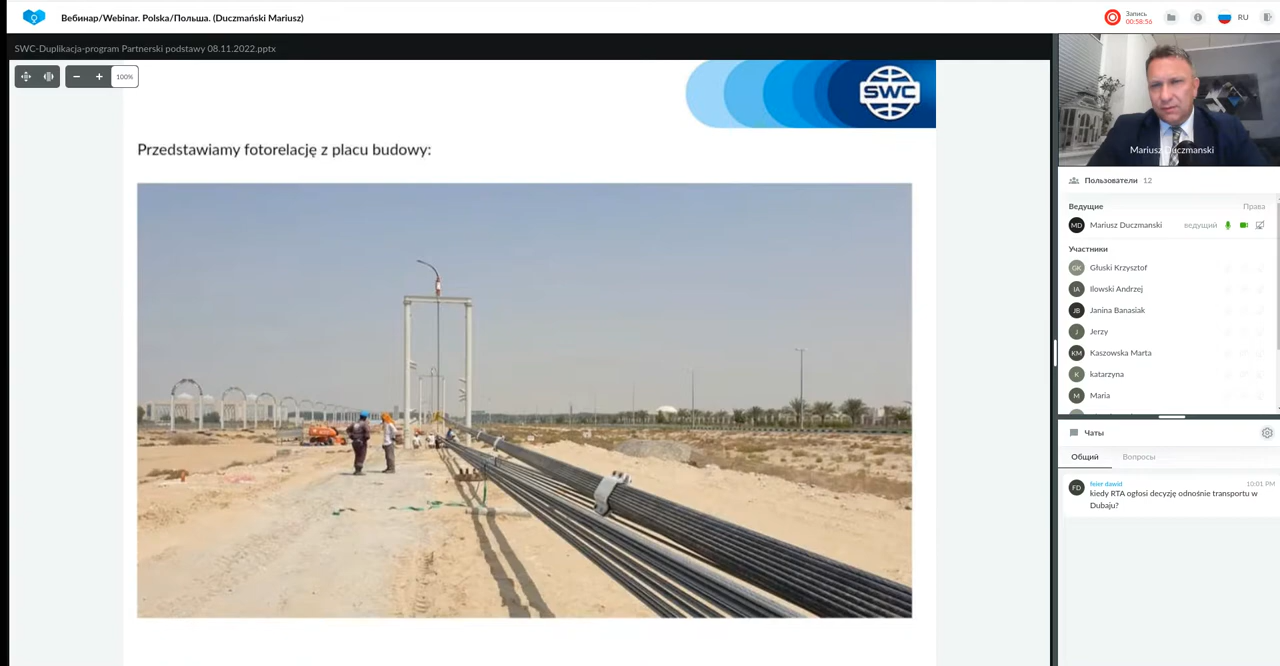 Вебинар/Webinar. Polska/Польша. (Duczmański Mariusz)
Запись
00:58:56
RU
SWC-Duplikacja-program Partnerski podstawy 08.11.2022.pptx
100%
SWC
Przedstawiamy fotorelację z placu budowy:
Mariusz Duczmanski
Пользователи 12
Ведущие Права
MD Mariusz Duczmanski ведущий
Участники
GK Głuski Krzysztof
IA Ilowski Andrzej
JB Janina Banasiak
J Jerzy
KM Kaszowska Marta
K katarzyna
M Maria
Чаты
Общий Вопросы
FD feier dawid 10:01 PM
kiedy RTA ogłosi decyzję odnośnie transportu w
Dubaju?